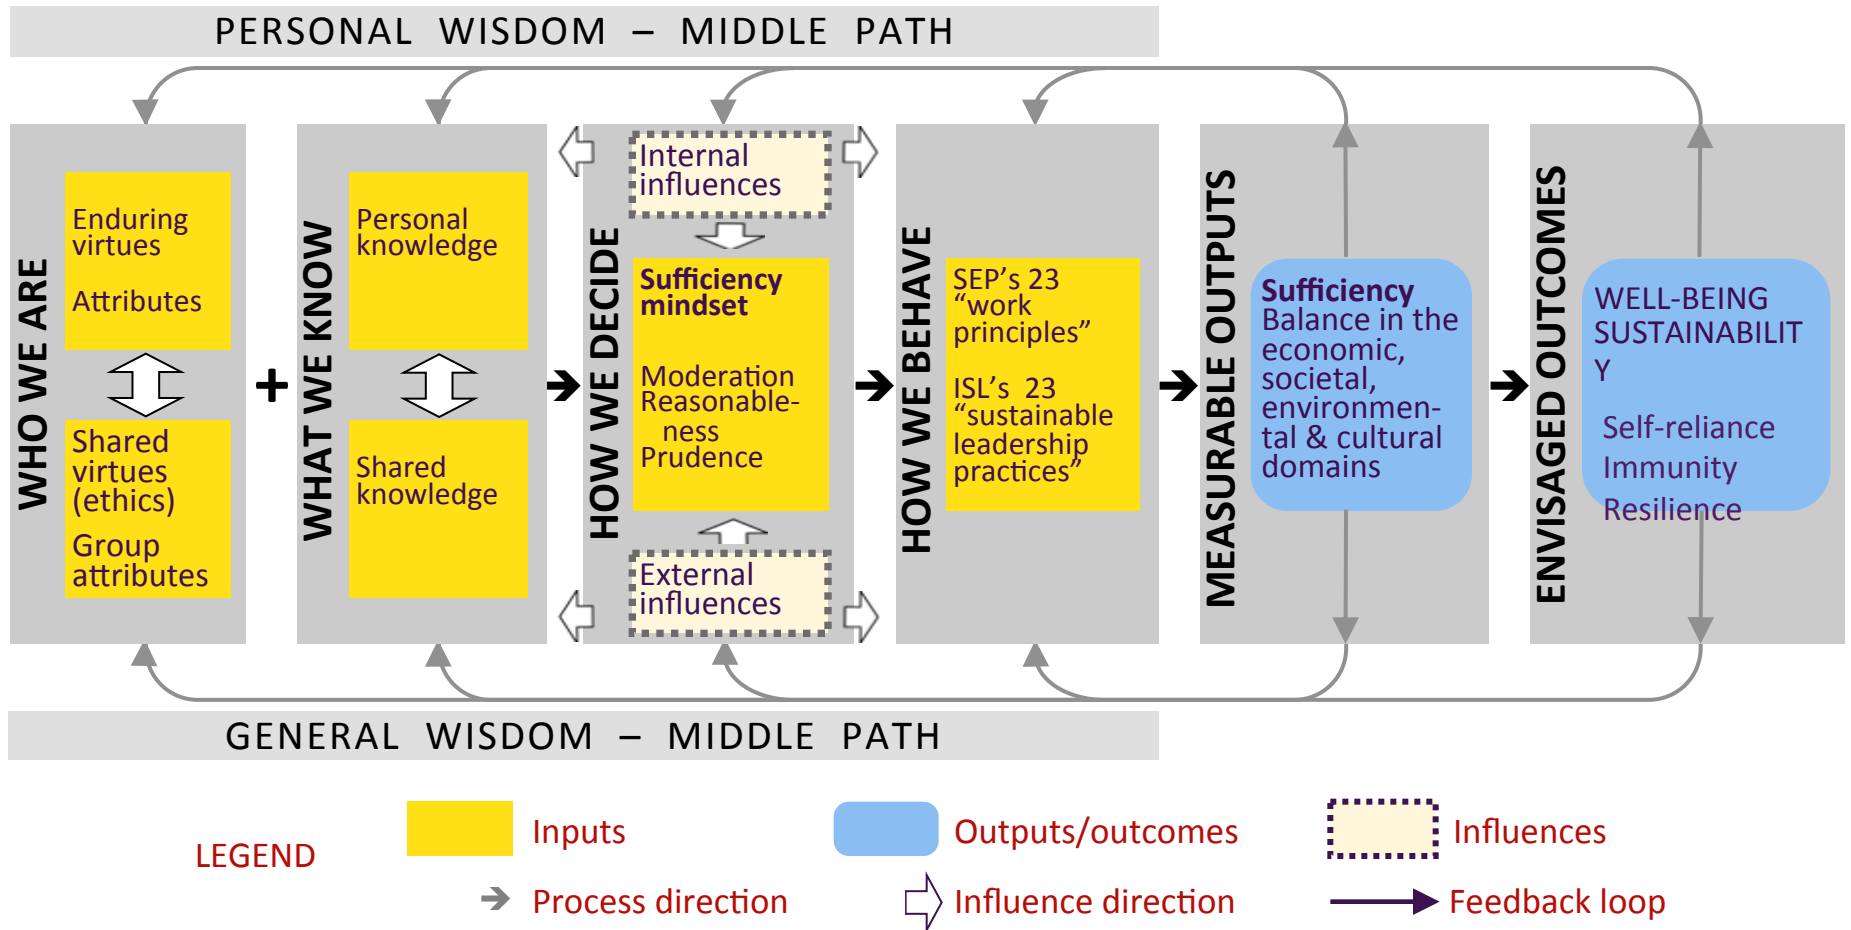 PERSONAL WISDOM – MIDDLE PATH
WHO WE ARE
Enduring
virtues
Attributes
Shared
virtues
(ethics)
Group
attributes
+
WHAT WE KNOW
Personal
knowledge
Shared
knowledge
HOW WE DECIDE
Internal
influences
Sufficiency
mindset
Moderation
Reasonable-
ness
Prudence
External
influences
HOW WE BEHAVE
SEP’s 23
“work
principles”
ISL’s 23
“sustainable
leadership
practices”
MEASURABLE OUTPUTS
Sufficiency
Balance in the
economic,
societal,
environmen-
tal & cultural
domains
ENVISAGED OUTCOMES
WELL-BEING
SUSTAINABILIT
Y
Self-reliance
Immunity
Resilience
GENERAL WISDOM – MIDDLE PATH
LEGEND
Inputs
Outputs/outcomes
Influences
Process direction
Influence direction
Feedback loop